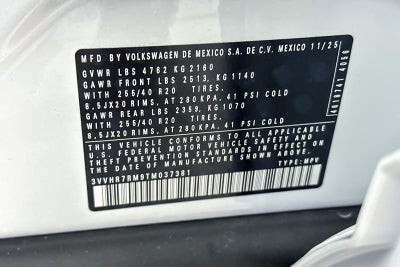 MFD.BY VOLKSWAGEN DE MEXICO S.A. DE C.V. MEXICO 11/25
GVWR LBS 4762 KG 2160
GAWR FRONT LBS 2513, KG 1140
WITH 255/40 R20 TIRES.
8,5JX20 RIMS, AT 280 KPA, 41 PSI COLD
GAWR REAR LBS 2359, KG 1070
WITH 255/40 R20 TIRES.
8,5JX20 RIMS, AT 280 KPA, 41 PSI COLD
THIS VEHICLE CONFORMS TO ALL APPLICABLE
U.S. FEDERAL MOTOR VEHICLE SAFETY AND
THEFT PREVENTION STANDARDS IN EFFECT ON
THE DATE OF MANUFACTURE SHOWN ABOVE.
3VVHR7RM9TM037381 TYPE: MPV